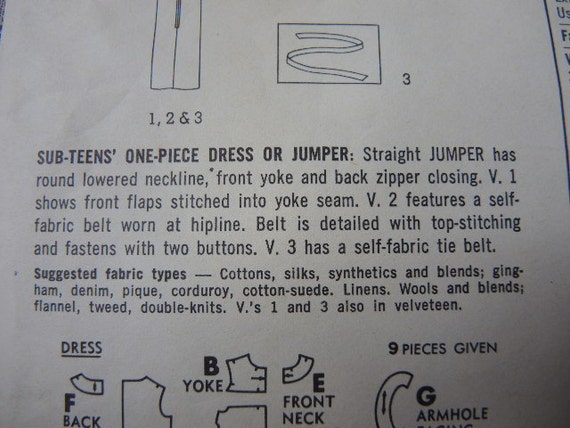 Us
F
V
3
1, 2 & 3
SUB-TEENS' ONE-PIECE DRESS OR JUMPER: Straight JUMPER has
round lowered neckline, front yoke and back zipper closing. V. 1
shows front flaps stitched into yoke seam. V. 2 features a self-
fabric belt worn at hipline. Belt is detailed with top-stitching
and fastens with two buttons. V. 3 has a self-fabric tie belt.
Suggested fabric types — Cottons, silks, synthetics and blends; ging-
ham, denim, pique, corduroy, cotton-suede. Linens. Wools and blends;
flannel, tweed, double-knits. V.'s 1 and 3 also in velveteen.
DRESS
9 PIECES GIVEN
B
YOKE
E
FRONT
NECK
F
BACK
G
ARMHOLE